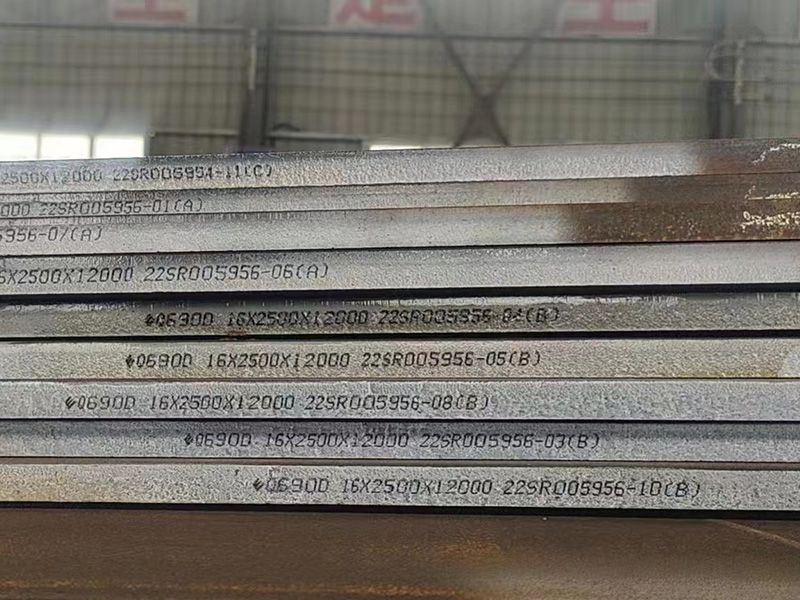 2500X12000 22SR005954-11(C)
000 22SR005956-01(A)
5956-07(A)
16X2500X12000 22SR005956-06(A)
Q690D 16X2500X12000 22SR005956-04(B)
Q690D 16X2500X12000 22SR005956-05(B)
Q690D 16X2500X12000 22SR005956-08(B)
Q690D 16X2500X12000 22SR005956-03(B)
Q690D 16X2500X12000 22SR005956-10(B)